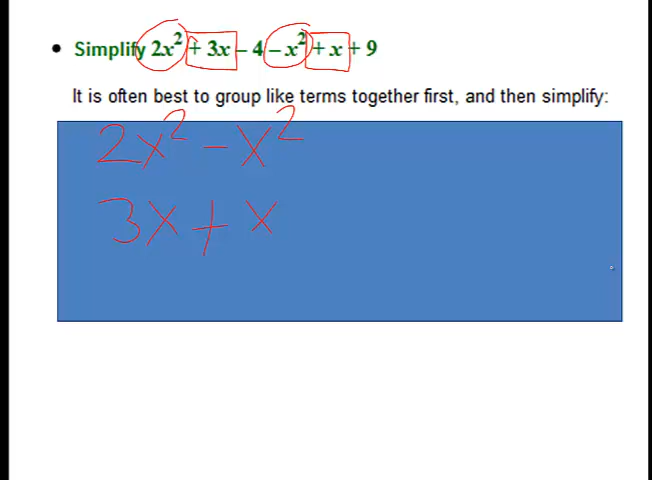 • Simplify 2x² + 3x – 4 – x² + x + 9
It is often best to group like terms together first, and then simplify:
2x² – x²
3x + x